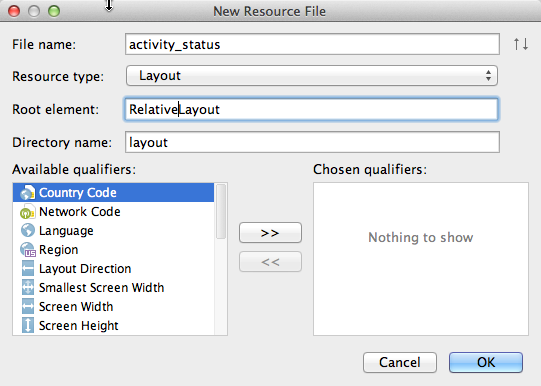 New Resource File
File name: activity_status
Resource type: Layout
Root element: RelativeLayout
Directory name: layout
Available qualifiers: Chosen qualifiers:
Country Code
Network Code
Language
US Region
Layout Direction
Smallest Screen Width
Screen Width
Screen Height
>>
<<
Nothing to show
Cancel OK